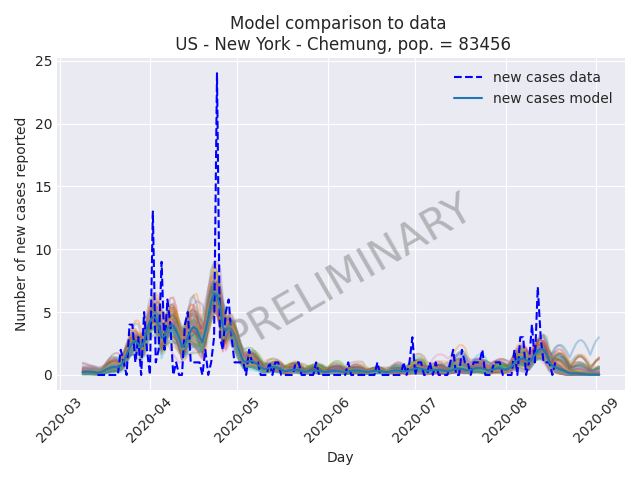 Model comparison to data
US - New York - Chemung, pop. = 83456
25
20
15
10
5
0
Number of new cases reported
new cases data
new cases model
PRELIMINARY
2020-03
2020-04
2020-05
2020-06
2020-07
2020-08
2020-09
Day